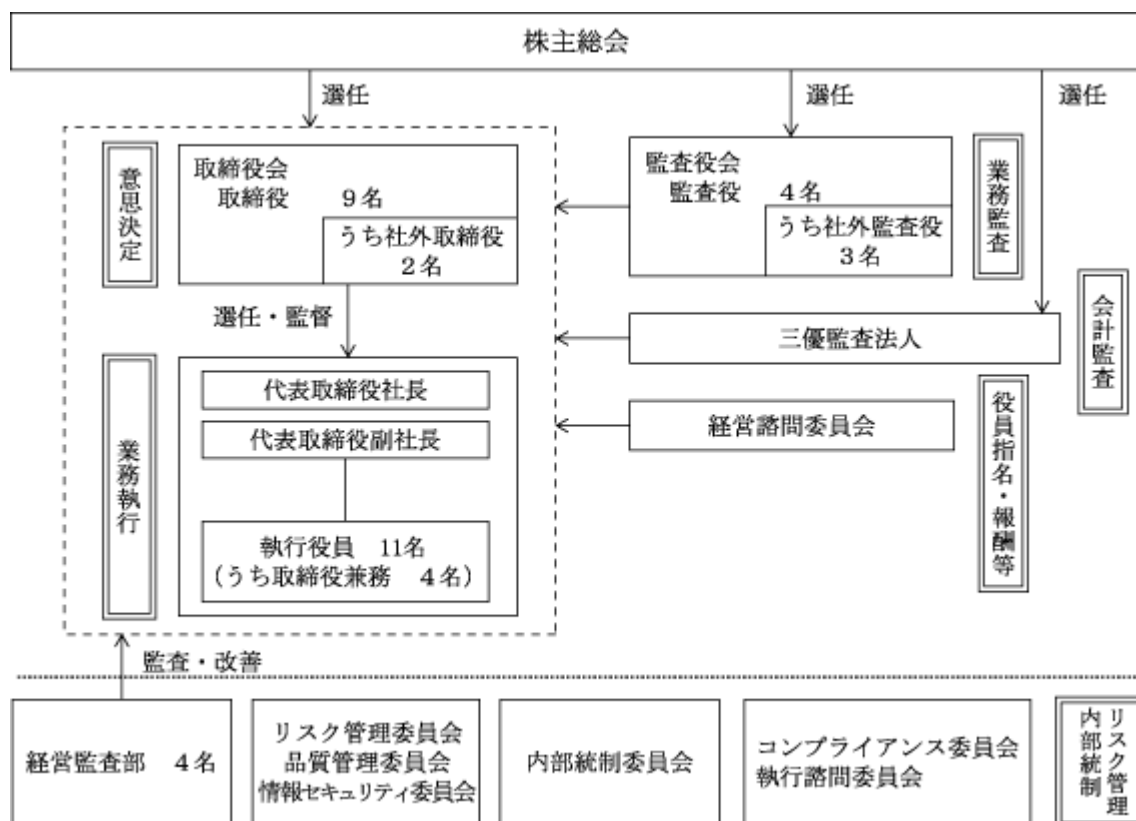 株主総会
選任
選任
選任
意思決定
取締役会
取締役 9名
うち社外取締役
2名
監査役会
監査役 4名
うち社外監査役
3名
業務監査
選任・監督
三優監査法人
会計監査
業務執行
代表取締役社長
代表取締役副社長
経営諮問委員会
役員指名・報酬等
執行役員 11名
(うち取締役兼務 4名)
監査・改善
経営監査部 4名
リスク管理委員会
品質管理委員会
情報セキュリティ委員会
内部統制委員会
コンプライアンス委員会
執行諮問委員会
リスク管理
内部統制